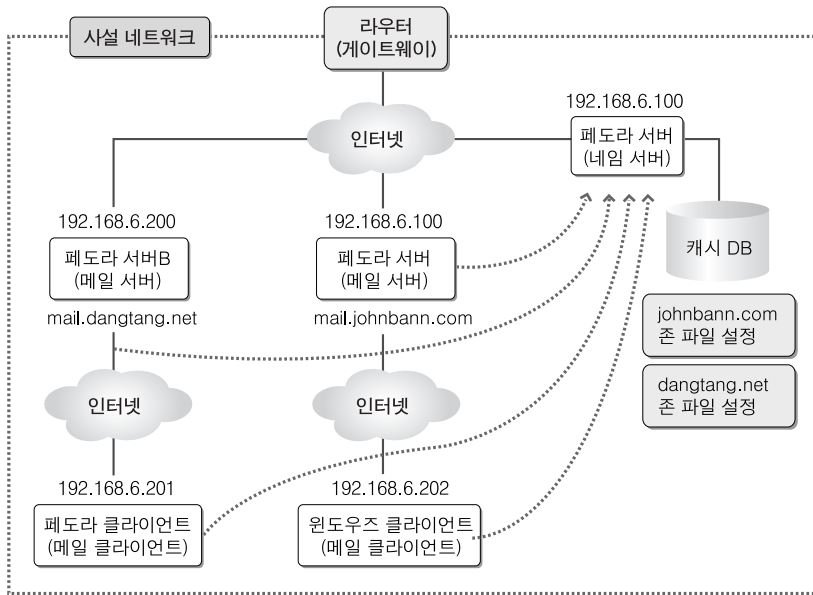 사설 네트워크
라우터
(게이트웨이)
인터넷
192.168.6.100
페도라 서버
(네임 서버)
192.168.6.200
페도라 서버B
(메일 서버)
mail.dangtang.net
192.168.6.100
페도라 서버
(메일 서버)
mail.johnbann.com
캐시 DB
johnbann.com
존 파일 설정
dangtang.net
존 파일 설정
인터넷
인터넷
192.168.6.201
페도라 클라이언트
(메일 클라이언트)
192.168.6.202
윈도우즈 클라이언트
(메일 클라이언트)